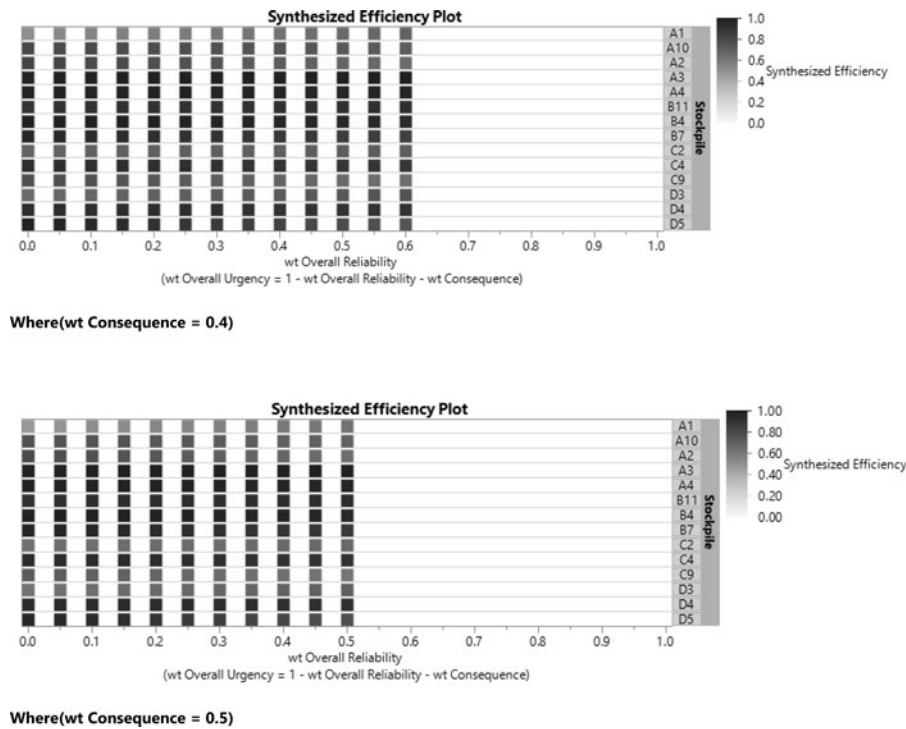 Synthesized Efficiency Plot
A1
A10
A2
A3
A4
B11
B4
B7
C2
C4
C9
D3
D4
D5
Stockpile
1.0
0.8
0.6
0.4
0.2
0.0
Synthesized Efficiency
0.0 0.1 0.2 0.3 0.4 0.5 0.6 0.7 0.8 0.9 1.0
wt Overall Reliability
(wt Overall Urgency = 1 - wt Overall Reliability - wt Consequence)
Where(wt Consequence = 0.4)
Synthesized Efficiency Plot
A1
A10
A2
A3
A4
B11
B4
B7
C2
C4
C9
D3
D4
D5
Stockpile
1.00
0.80
0.60
0.40
0.20
0.00
Synthesized Efficiency
0.0 0.1 0.2 0.3 0.4 0.5 0.6 0.7 0.8 0.9 1.0
wt Overall Reliability
(wt Overall Urgency = 1 - wt Overall Reliability - wt Consequence)
Where(wt Consequence = 0.5)